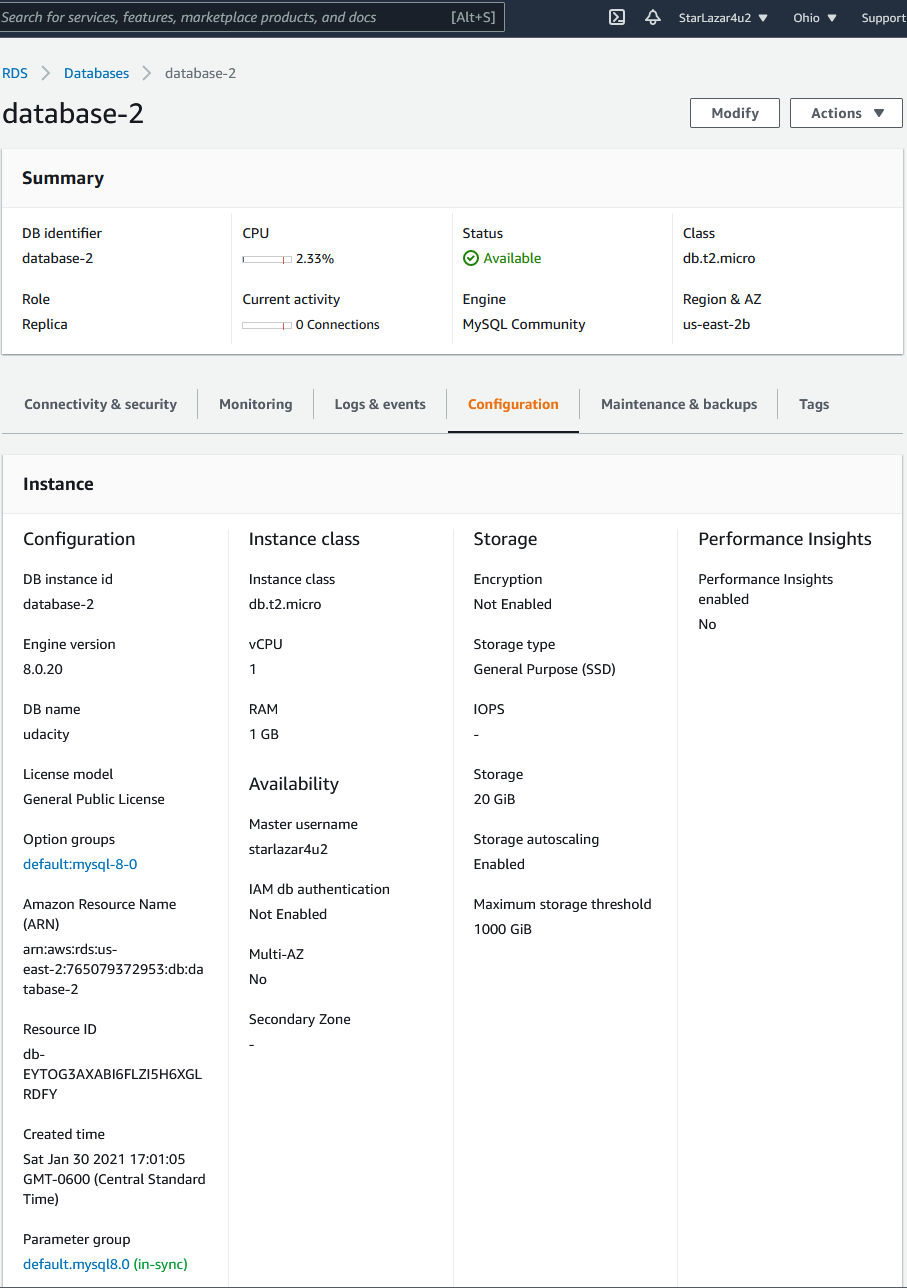 Search for services, features, marketplace products, and docs [Alt+S] StarLazar4u2 Ohio Support
RDS Databases database-2
database-2
Modify Actions
Summary
DB identifier
database-2
CPU
2.33%
Status
Available
Class
db.t2.micro
Role
Replica
Current activity
0 Connections
Engine
MySQL Community
Region & AZ
us-east-2b
Connectivity & security Monitoring Logs & events Configuration Maintenance & backups Tags
Instance
Configuration
DB instance id
database-2
Engine version
8.0.20
DB name
udacity
License model
General Public License
Option groups
default:mysql-8-0
Amazon Resource Name
(ARN)
arn:aws:rds:us-
east-2:765079372953:db:da
tabase-2
Resource ID
db-
EYTOG3AXABI6FLZI5H6XGL
RDFY
Created time
Sat Jan 30 2021 17:01:05
GMT-0600 (Central Standard
Time)
Parameter group
default.mysql8.0 (in-sync)
Instance class
Instance class
db.t2.micro
vCPU
1
RAM
1 GB
Availability
Master username
starlazar4u2
IAM db authentication
Not Enabled
Multi-AZ
No
Secondary Zone
-
Storage
Encryption
Not Enabled
Storage type
General Purpose (SSD)
IOPS
-
Storage
20 GiB
Storage autoscaling
Enabled
Maximum storage threshold
1000 GiB
Performance Insights
Performance Insights
enabled
No